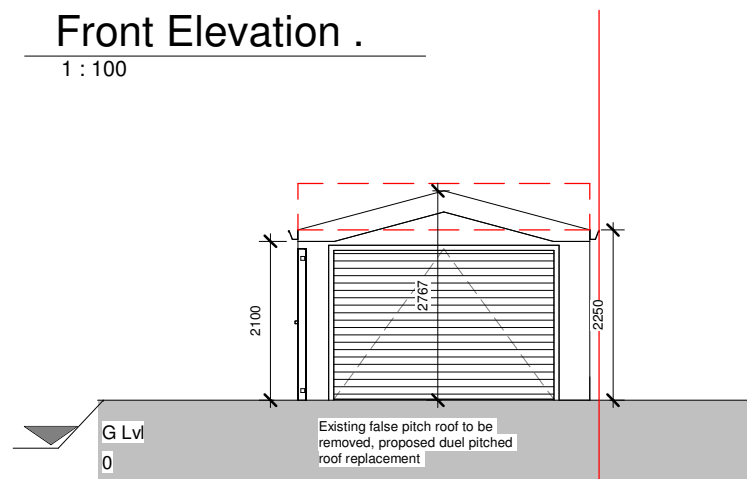 Front Elevation .
1 : 100
2100
2767
2250
G Lvl
0
Existing false pitch roof to be
removed, proposed duel pitched
roof replacement